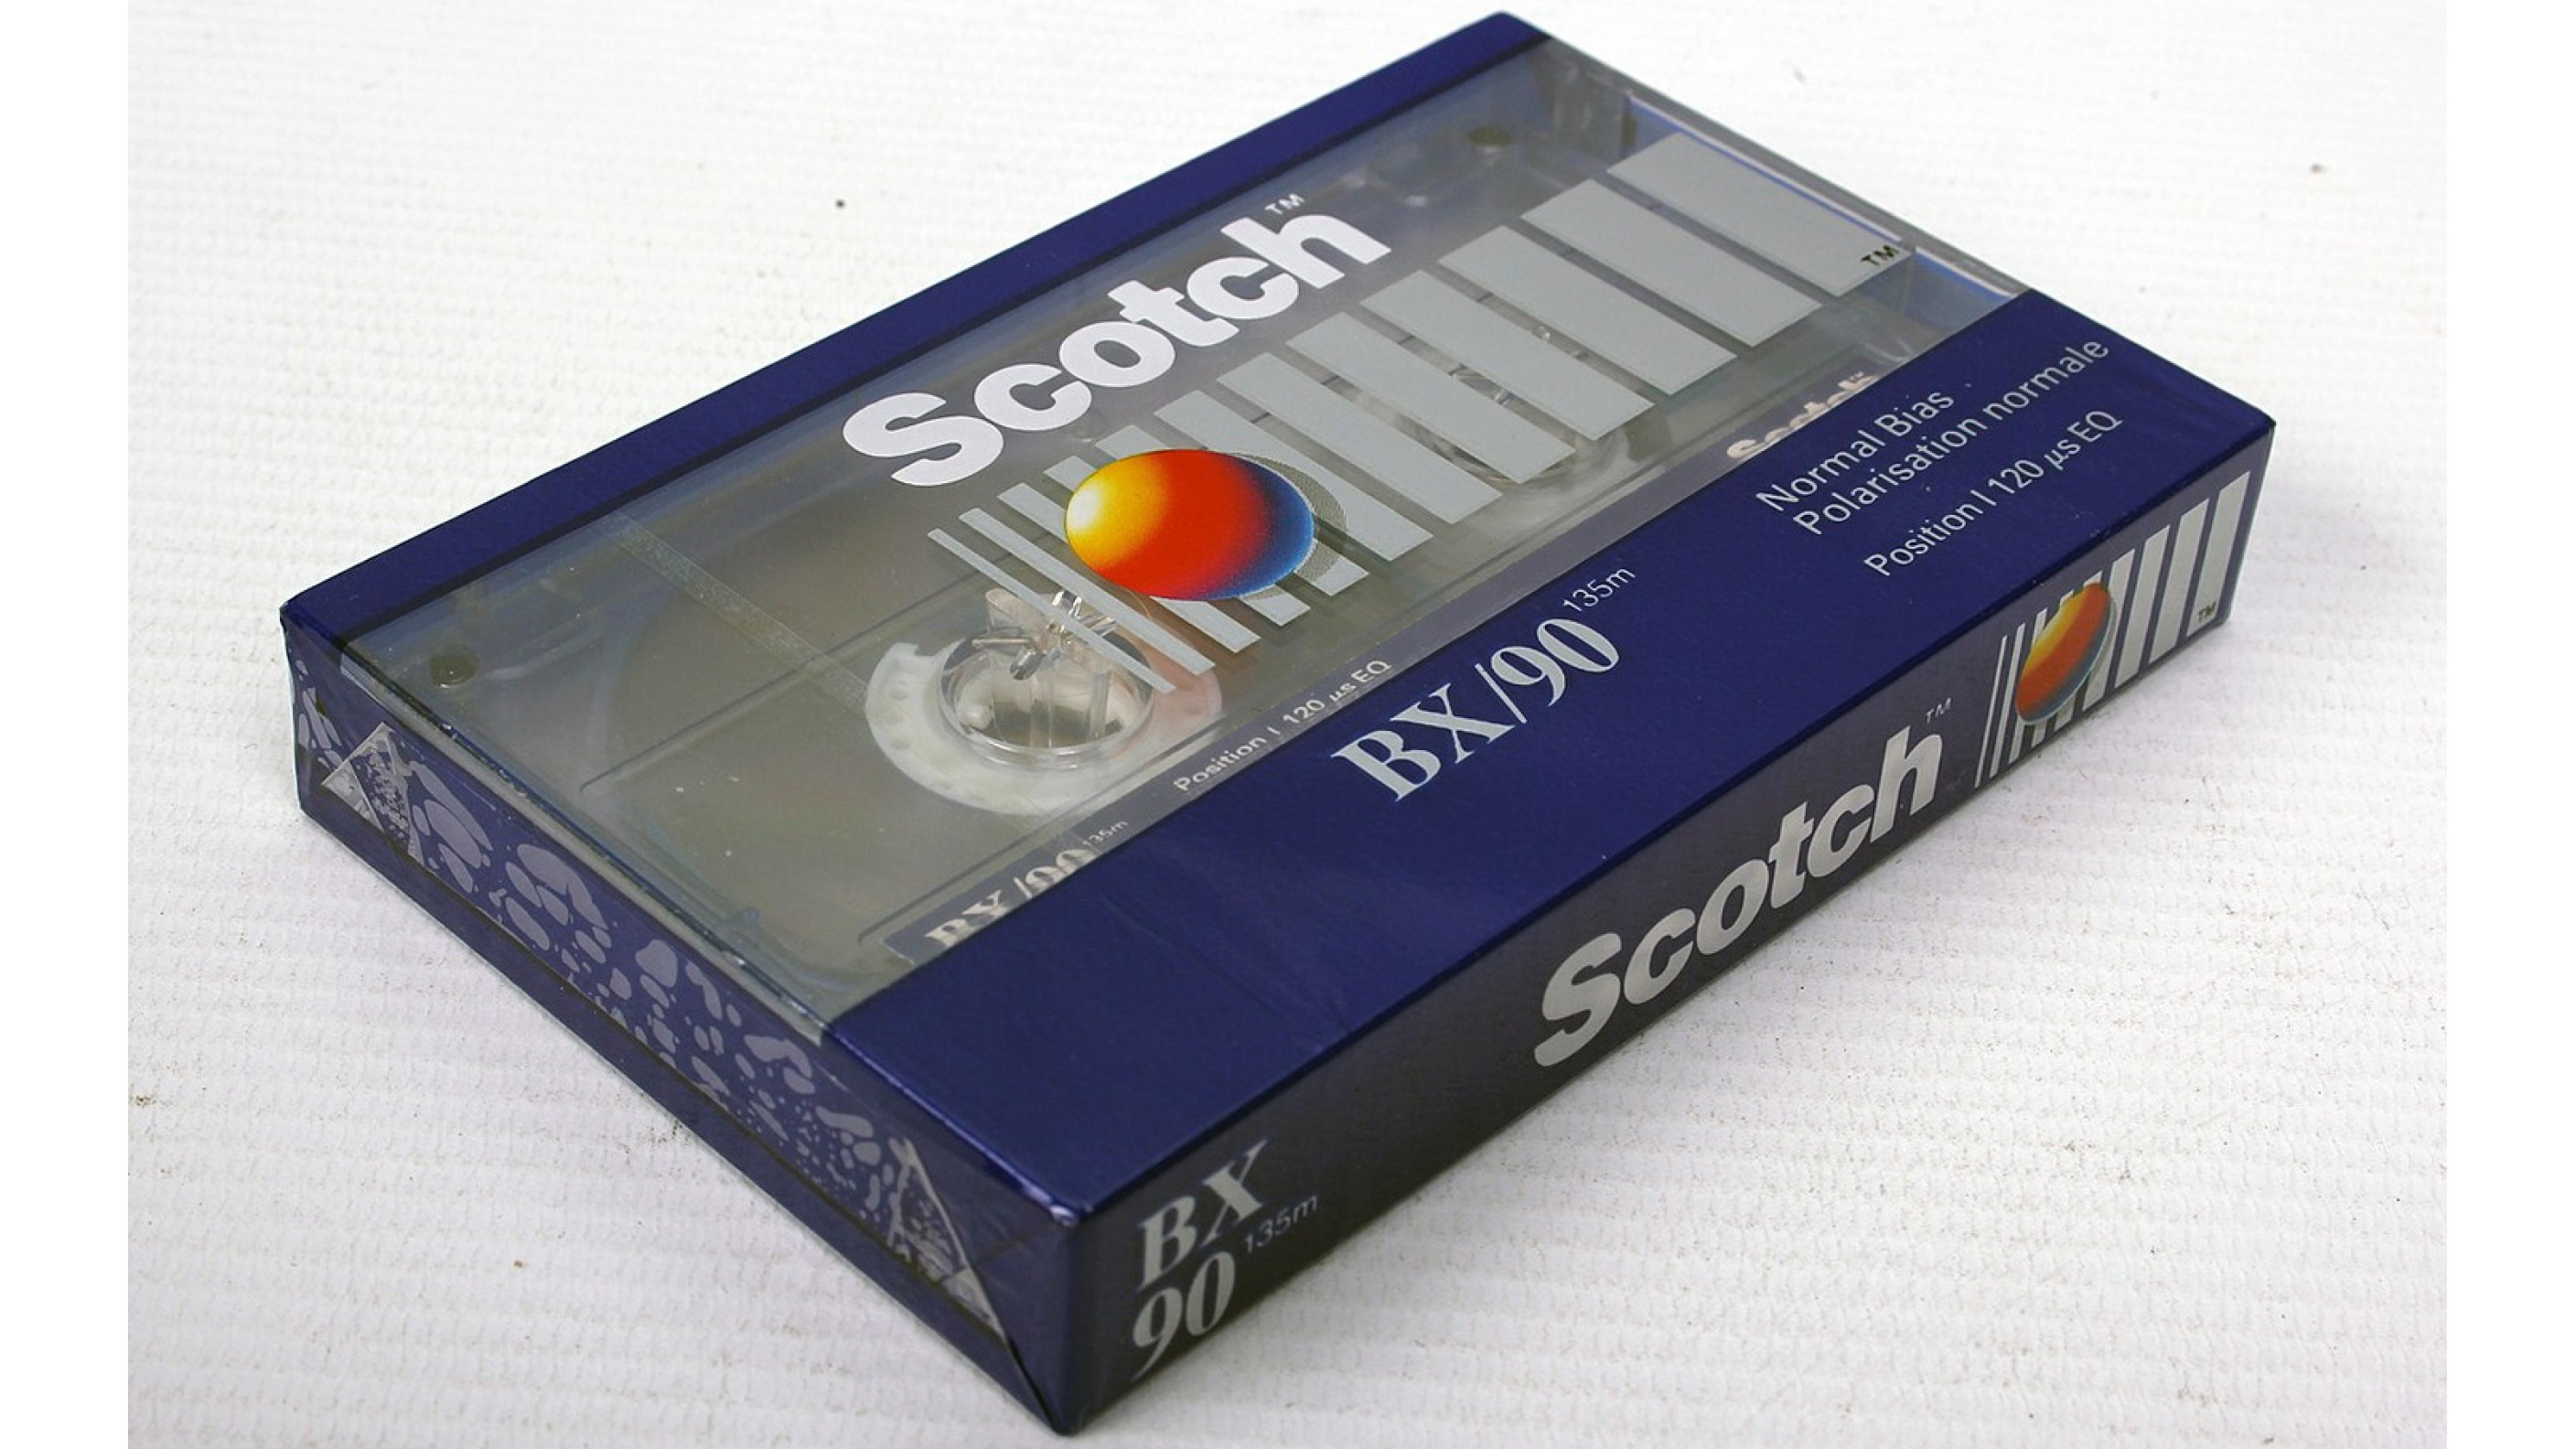 Scotch™
™
Scotch
Normal Bias
Polarisation normale
Position I 120 µs EQ
BX/90 135m
Position I 120 µs EQ
BX/90 135m
Scotch™
™
BX
90 135m